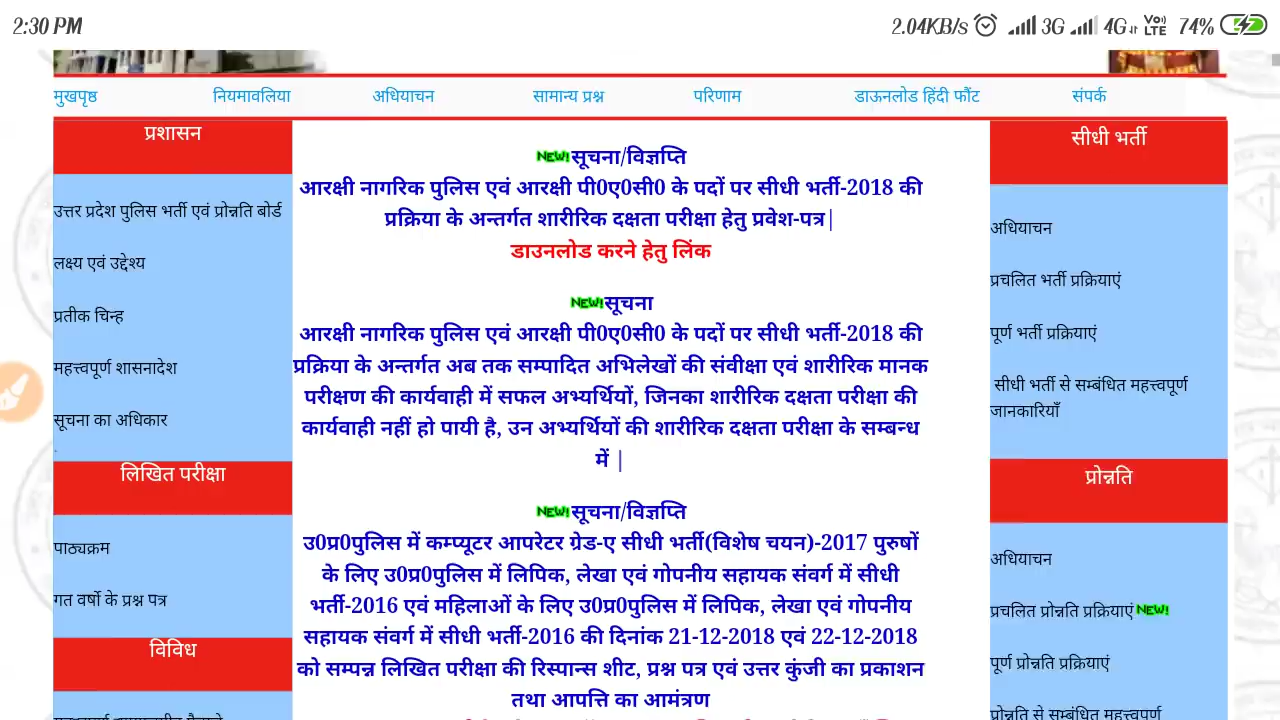 2:30 PM
2.04KB/s 3G 4G VoLTE 74%
मुखपृष्ठ नियमावलिया अधियाचन सामान्य प्रश्न परिणाम डाऊनलोड हिंदी फौंट संपर्क
प्रशासन
उत्तर प्रदेश पुलिस भर्ती एवं प्रोन्नति बोर्ड
लक्ष्य एवं उद्देश्य
प्रतीक चिन्ह
महत्त्वपूर्ण शासनादेश
सूचना का अधिकार
लिखित परीक्षा
पाठ्यक्रम
गत वर्षो के प्रश्न पत्र
विविध
NEW!सूचना/विज्ञप्ति
आरक्षी नागरिक पुलिस एवं आरक्षी पी0ए0सी0 के पदों पर सीधी भर्ती-2018 की
प्रक्रिया के अन्तर्गत शारीरिक दक्षता परीक्षा हेतु प्रवेश-पत्र|
डाउनलोड करने हेतु लिंक
NEW!सूचना
आरक्षी नागरिक पुलिस एवं आरक्षी पी0ए0सी0 के पदों पर सीधी भर्ती-2018 की
प्रक्रिया के अन्तर्गत अब तक सम्पादित अभिलेखों की संवीक्षा एवं शारीरिक मानक
परीक्षण की कार्यवाही में सफल अभ्यर्थियों, जिनका शारीरिक दक्षता परीक्षा की
कार्यवाही नहीं हो पायी है, उन अभ्यर्थियों की शारीरिक दक्षता परीक्षा के सम्बन्ध
में |
NEW!सूचना/विज्ञप्ति
उ0प्र0पुलिस में कम्प्यूटर आपरेटर ग्रेड-ए सीधी भर्ती(विशेष चयन)-2017 पुरुषों
के लिए उ0प्र0पुलिस में लिपिक, लेखा एवं गोपनीय सहायक संवर्ग में सीधी
भर्ती-2016 एवं महिलाओं के लिए उ0प्र0पुलिस में लिपिक, लेखा एवं गोपनीय
सहायक संवर्ग में सीधी भर्ती-2016 की दिनांक 21-12-2018 एवं 22-12-2018
को सम्पन्न लिखित परीक्षा की रिस्पान्स शीट, प्रश्न पत्र एवं उत्तर कुंजी का प्रकाशन
तथा आपत्ति का आमंत्रण
सीधी भर्ती
अधियाचन
प्रचलित भर्ती प्रक्रियाएं
पूर्ण भर्ती प्रक्रियाएं
सीधी भर्ती से सम्बंधित महत्त्वपूर्ण
जानकारियाँ
प्रोन्नति
अधियाचन
प्रचलित प्रोन्नति प्रक्रियाएं NEW!
पूर्ण प्रोन्नति प्रक्रियाएं
प्रोन्नति से सम्बंधित महत्त्वपूर्ण